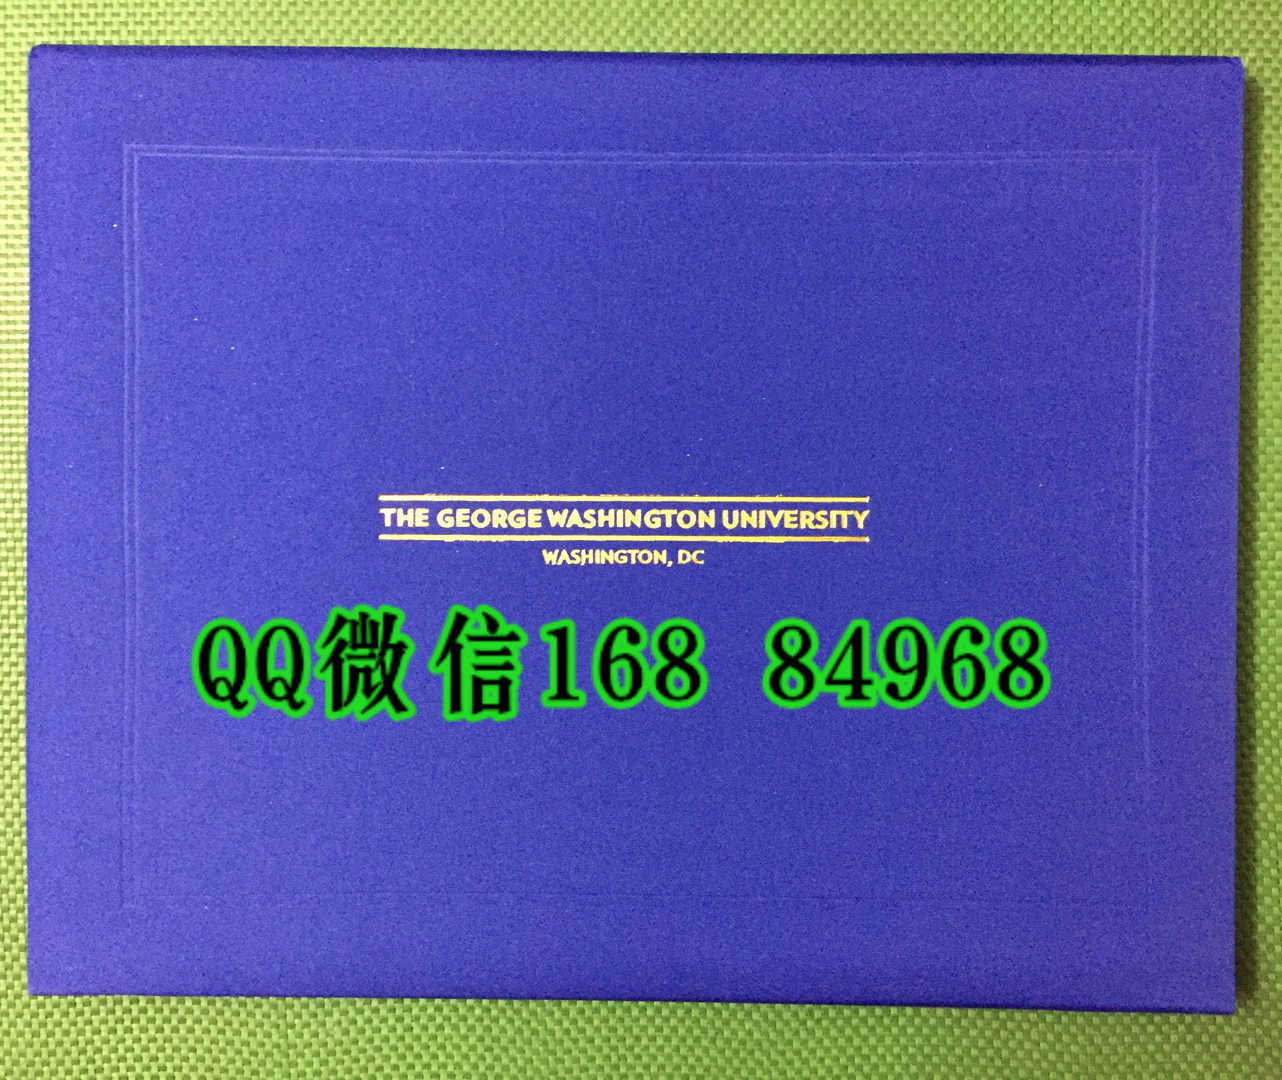 THE GEORGE WASHINGTON UNIVERSITY
WASHINGTON, DC
QQ微信168 84968